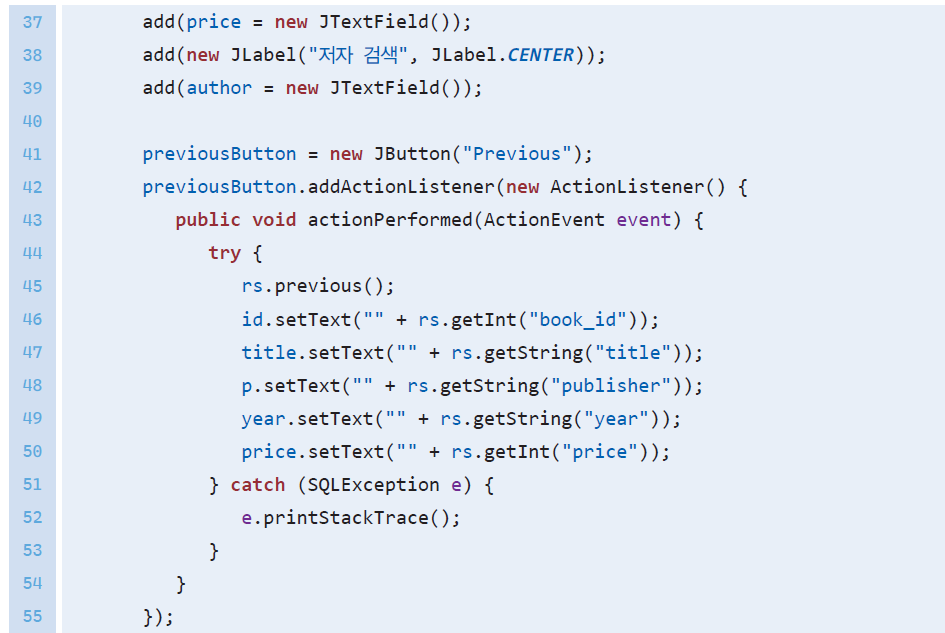 37 add(price = new JTextField());
38 add(new JLabel("저자 검색", JLabel.CENTER));
39 add(author = new JTextField());
40
41 previousButton = new JButton("Previous");
42 previousButton.addActionListener(new ActionListener() {
43 public void actionPerformed(ActionEvent event) {
44 try {
45 rs.previous();
46 id.setText("" + rs.getInt("book_id"));
47 title.setText("" + rs.getString("title"));
48 p.setText("" + rs.getString("publisher"));
49 year.setText("" + rs.getString("year"));
50 price.setText("" + rs.getInt("price"));
51 } catch (SQLException e) {
52 e.printStackTrace();
53 }
54 }
55 });